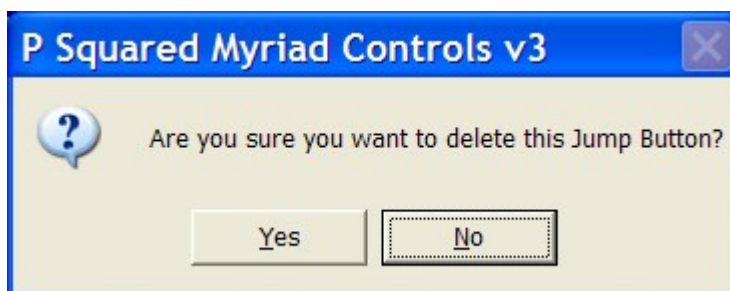 P Squared Myriad Controls v3
?
Are you sure you want to delete this Jump Button?
Yes
No